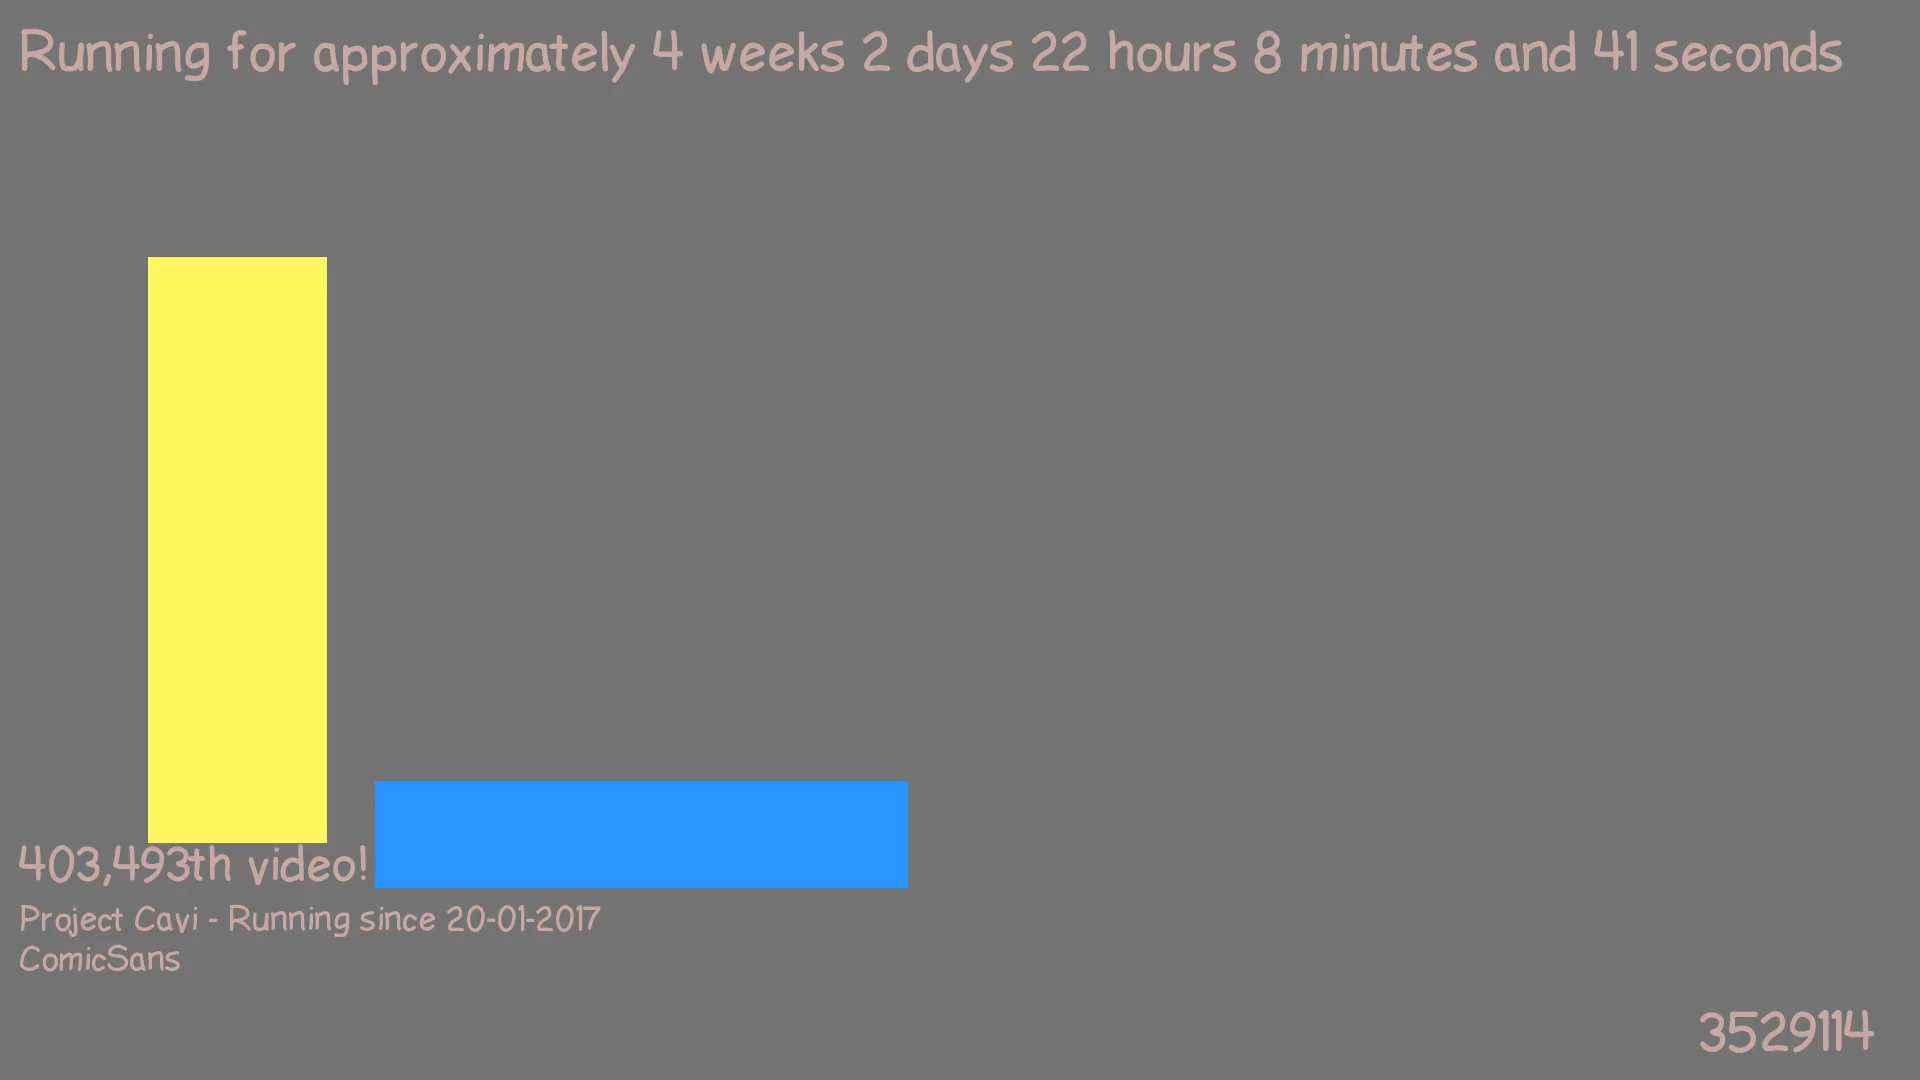 Running for approximately 4 weeks 2 days 22 hours 8 minutes and 41 seconds
403,493th video!
Project Cavi - Running since 20-01-2017
ComicSans
3529114